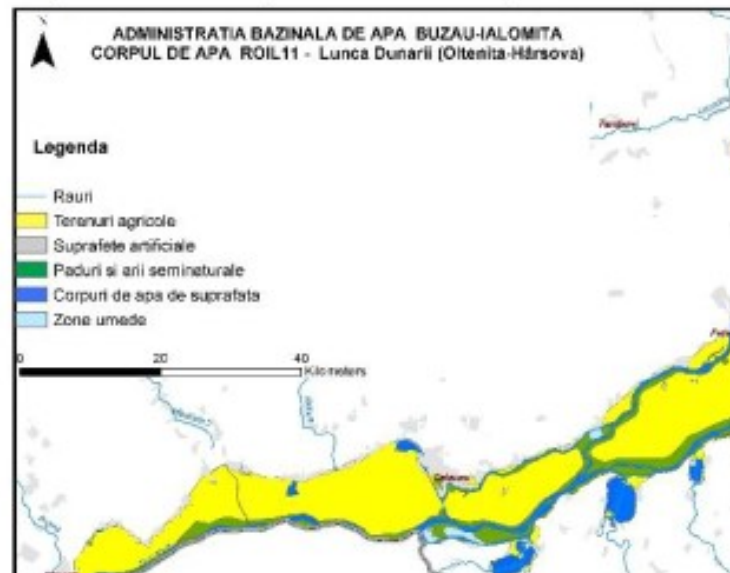 ADMINISTRATIA BAZINALA DE APA BUZAU-IALOMITA
CORPUL DE APA ROIL11 - Lunca Dunarii (Oltenita-Hârsova)
Legenda
Rauri
Terenuri agricole
Suprafete artificiale
Paduri si arii seminaturale
Corpuri de apa de suprafata
Zone umede
0 20 40
Kilometers